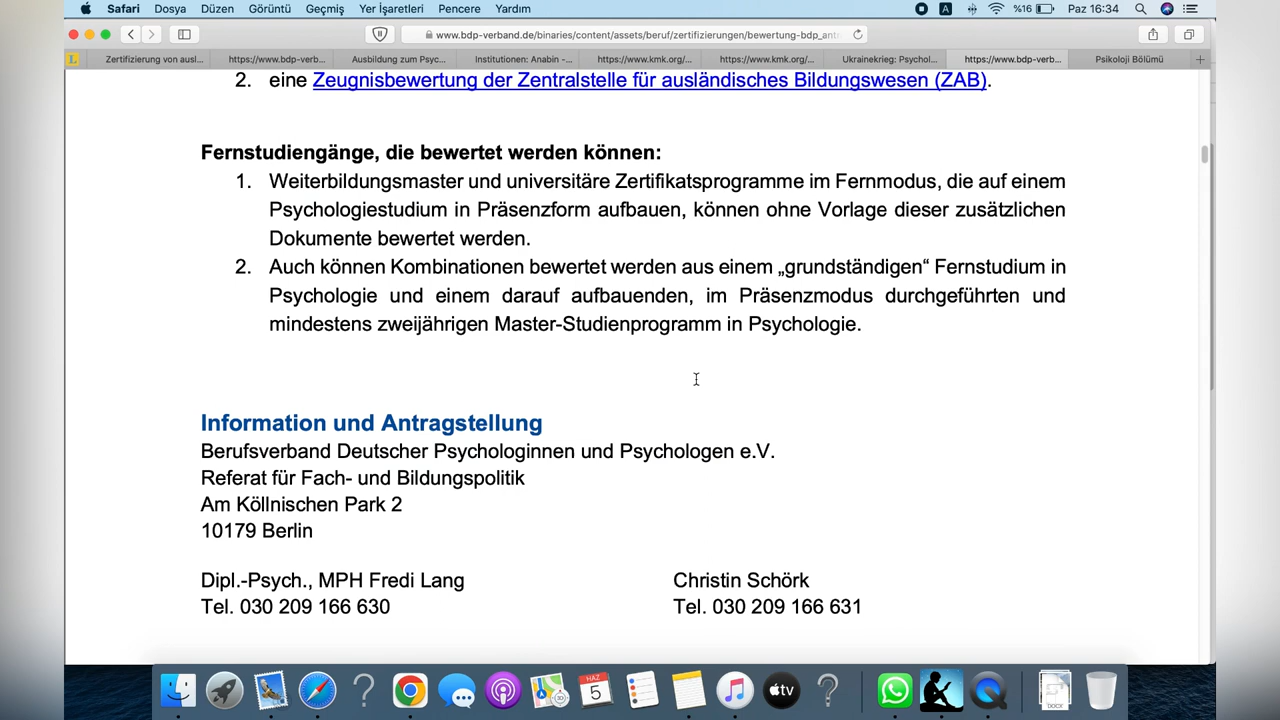 Safari Dosya Düzen Görüntü Geçmiş Yer İşaretleri Pencere Yardım A %16 Paz 16:34
www.bdp-verband.de/binaries/content/assets/beruf/zertifizierungen/bewertung-bdp_ant
L Zertifizierung von ausl... https://www.bdp-verb... Ausbildung zum Psyc... Institutionen: Anabin -... https://www.kmk.org/... https://www.kmk.org/... Ukrainekrieg: Psychol... https://www.bdp-verb... Psikoloji Bölümü
2. eine Zeugnisbewertung der Zentralstelle für ausländisches Bildungswesen (ZAB).
Fernstudiengänge, die bewertet werden können:
1. Weiterbildungsmaster und universitäre Zertifikatsprogramme im Fernmodus, die auf einem
Psychologiestudium in Präsenzform aufbauen, können ohne Vorlage dieser zusätzlichen
Dokumente bewertet werden.
2. Auch können Kombinationen bewertet werden aus einem „grundständigen“ Fernstudium in
Psychologie und einem darauf aufbauenden, im Präsenzmodus durchgeführten und
mindestens zweijährigen Master-Studienprogramm in Psychologie.
Information und Antragstellung
Berufsverband Deutscher Psychologinnen und Psychologen e.V.
Referat für Fach- und Bildungspolitik
Am Köllnischen Park 2
10179 Berlin
Dipl.-Psych., MPH Fredi Lang Christin Schörk
Tel. 030 209 166 630 Tel. 030 209 166 631
HAZ
5
tv
DOCX